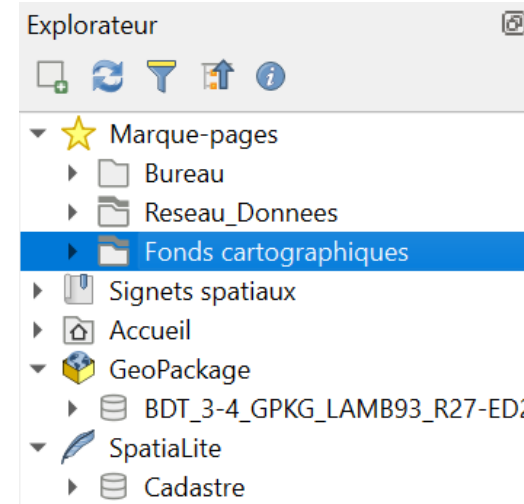 Explorateur
Marque-pages
Bureau
Reseau_Donnees
Fonds cartographiques
Signets spatiaux
Accueil
GeoPackage
BDT_3-4_GPKG_LAMB93_R27-ED2
SpatiaLite
Cadastre